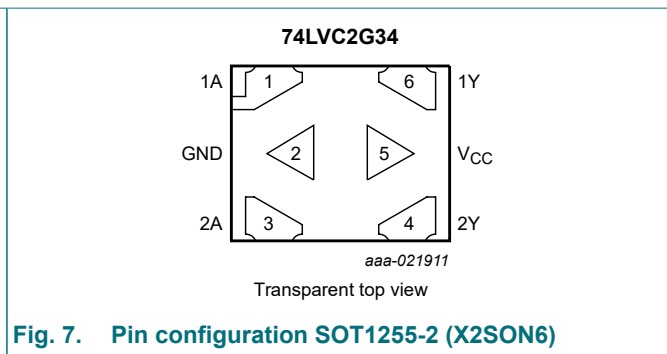 74LVC2G34
1A 1 6 1Y
GND 2 5 VCC
2A 3 4 2Y
aaa-021911
Transparent top view
Fig. 7. Pin configuration SOT1255-2 (X2SON6)